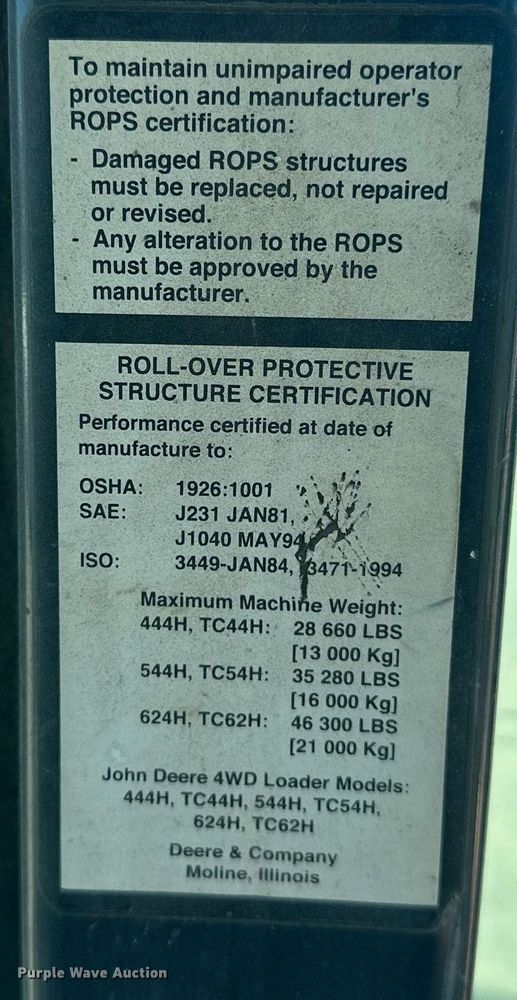 To maintain unimpaired operator
protection and manufacturer's
ROPS certification:
- Damaged ROPS structures
must be replaced, not repaired
or revised.
- Any alteration to the ROPS
must be approved by the
manufacturer.
ROLL-OVER PROTECTIVE
STRUCTURE CERTIFICATION
Performance certified at date of
manufacture to:
OSHA: 1926:1001
SAE: J231 JAN81,
J1040 MAY94
ISO: 3449-JAN84, 3471-1994
Maximum Machine Weight:
444H, TC44H: 28 660 LBS
[13 000 Kg]
544H, TC54H: 35 280 LBS
[16 000 Kg]
624H, TC62H: 46 300 LBS
[21 000 Kg]
John Deere 4WD Loader Models:
444H, TC44H, 544H, TC54H,
624H, TC62H
Deere & Company
Moline, Illinois
Purple Wave Auction